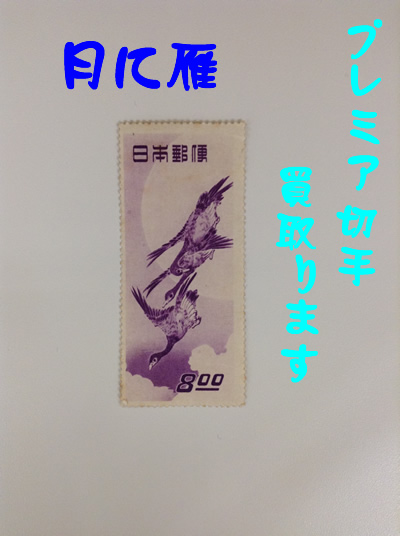 月に雁
プレミア切手
買取ります
日本郵便
8.00